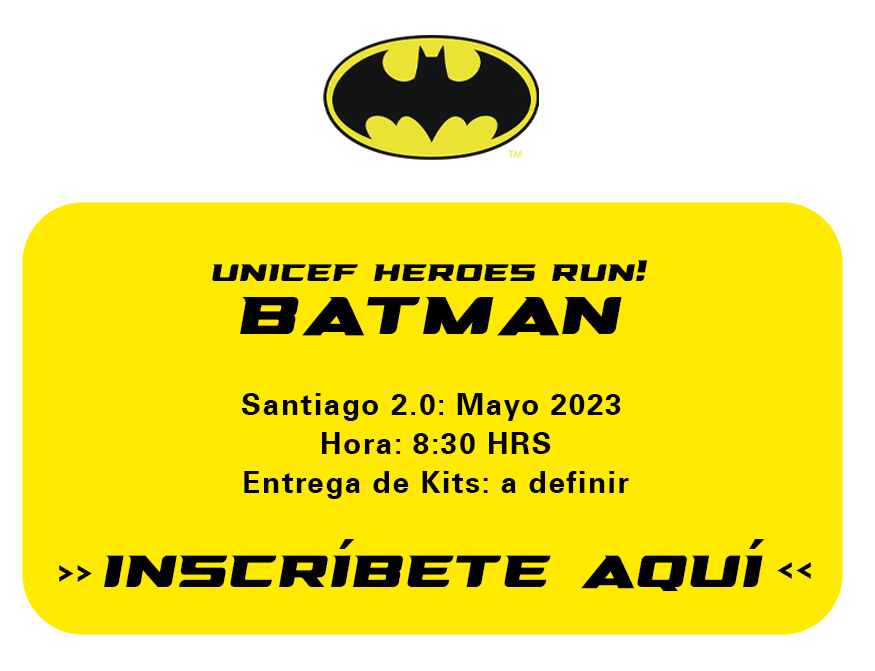 TM
UNICEF HEROES RUN!
BATMAN
Santiago 2.0: Mayo 2023
Hora: 8:30 HRS
Entrega de Kits: a definir
>> INSCRÍBETE AQUÍ <<